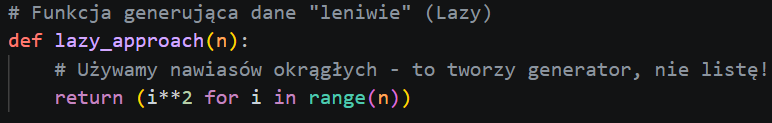 # Funkcja generująca dane "leniwie" (Lazy)
def lazy_approach(n):
    # Używamy nawiasów okrągłych - to tworzy generator, nie listę!
    return (i**2 for i in range(n))